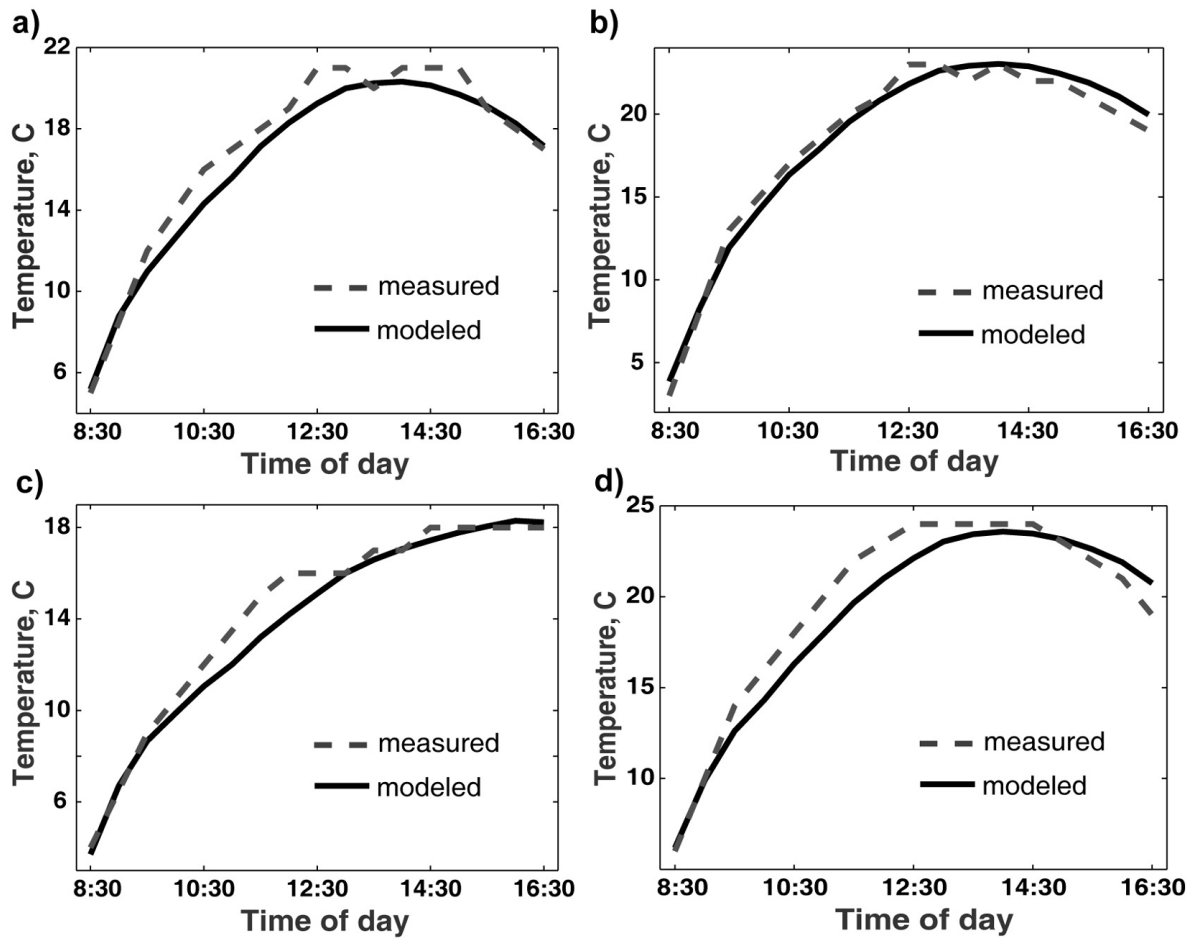 a)
22
18
14
10
6
Temperature, C
measured
modeled
8:30 10:30 12:30 14:30 16:30
Time of day
b)
20
15
10
5
Temperature, C
measured
modeled
8:30 10:30 12:30 14:30 16:30
Time of day
c)
18
14
10
6
Temperature, C
measured
modeled
8:30 10:30 12:30 14:30 16:30
Time of day
d)
25
20
15
10
Temperature, C
measured
modeled
8:30 10:30 12:30 14:30 16:30
Time of day